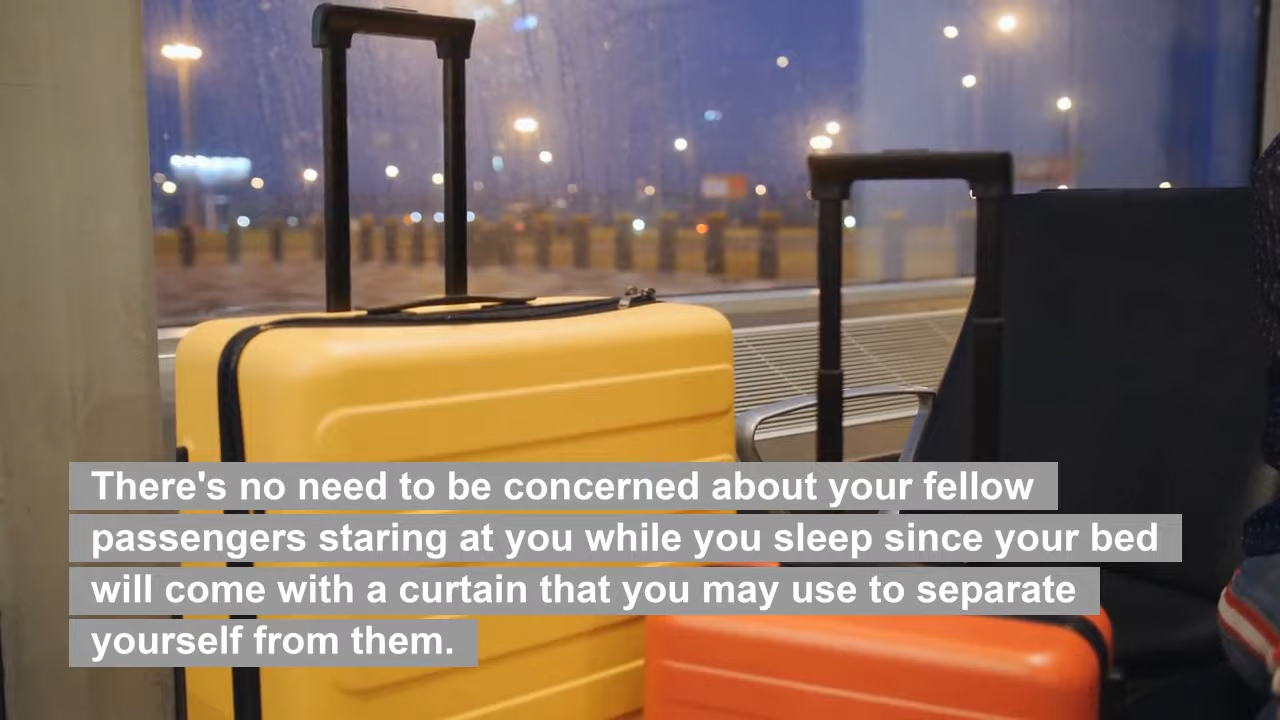 There's no need to be concerned about your fellow
passengers staring at you while you sleep since your bed
will come with a curtain that you may use to separate
yourself from them.